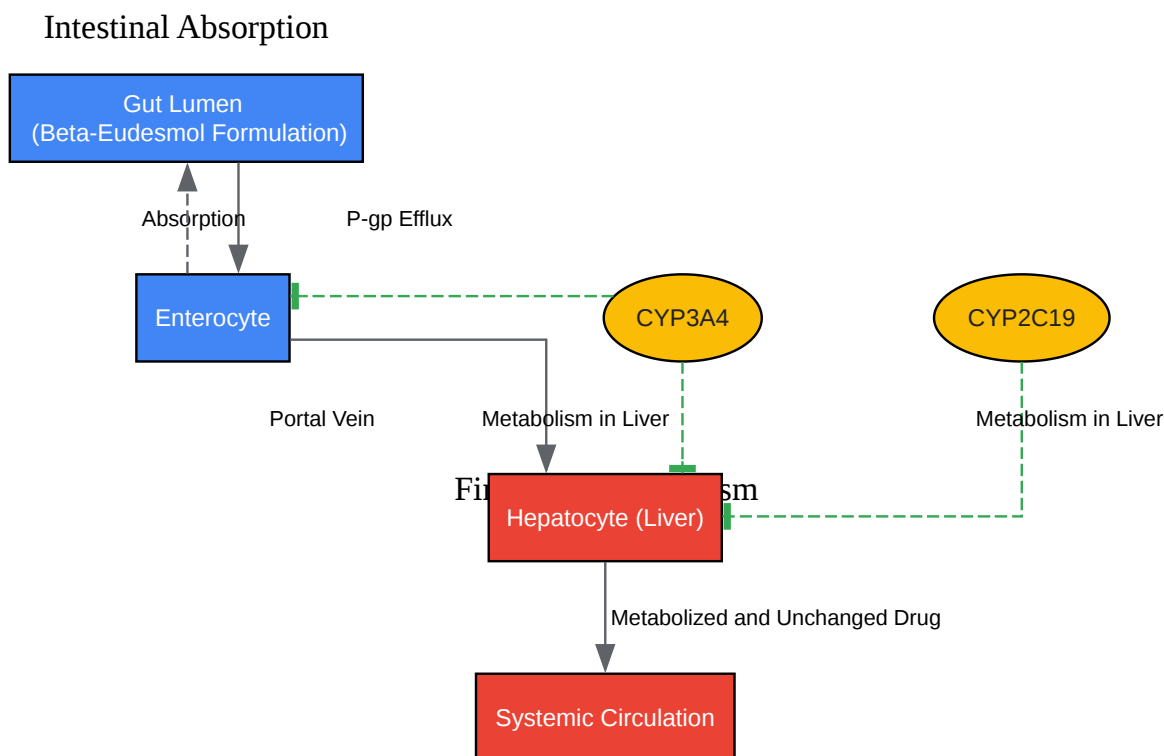 Intestinal Absorption
Gut Lumen
(Beta-Eudesmol Formulation)
Absorption
P-gp Efflux
Enterocyte
CYP3A4
CYP2C19
Portal Vein
Metabolism in Liver
Metabolism in Liver
Hepatocyte (Liver)
Metabolized and Unchanged Drug
Systemic Circulation